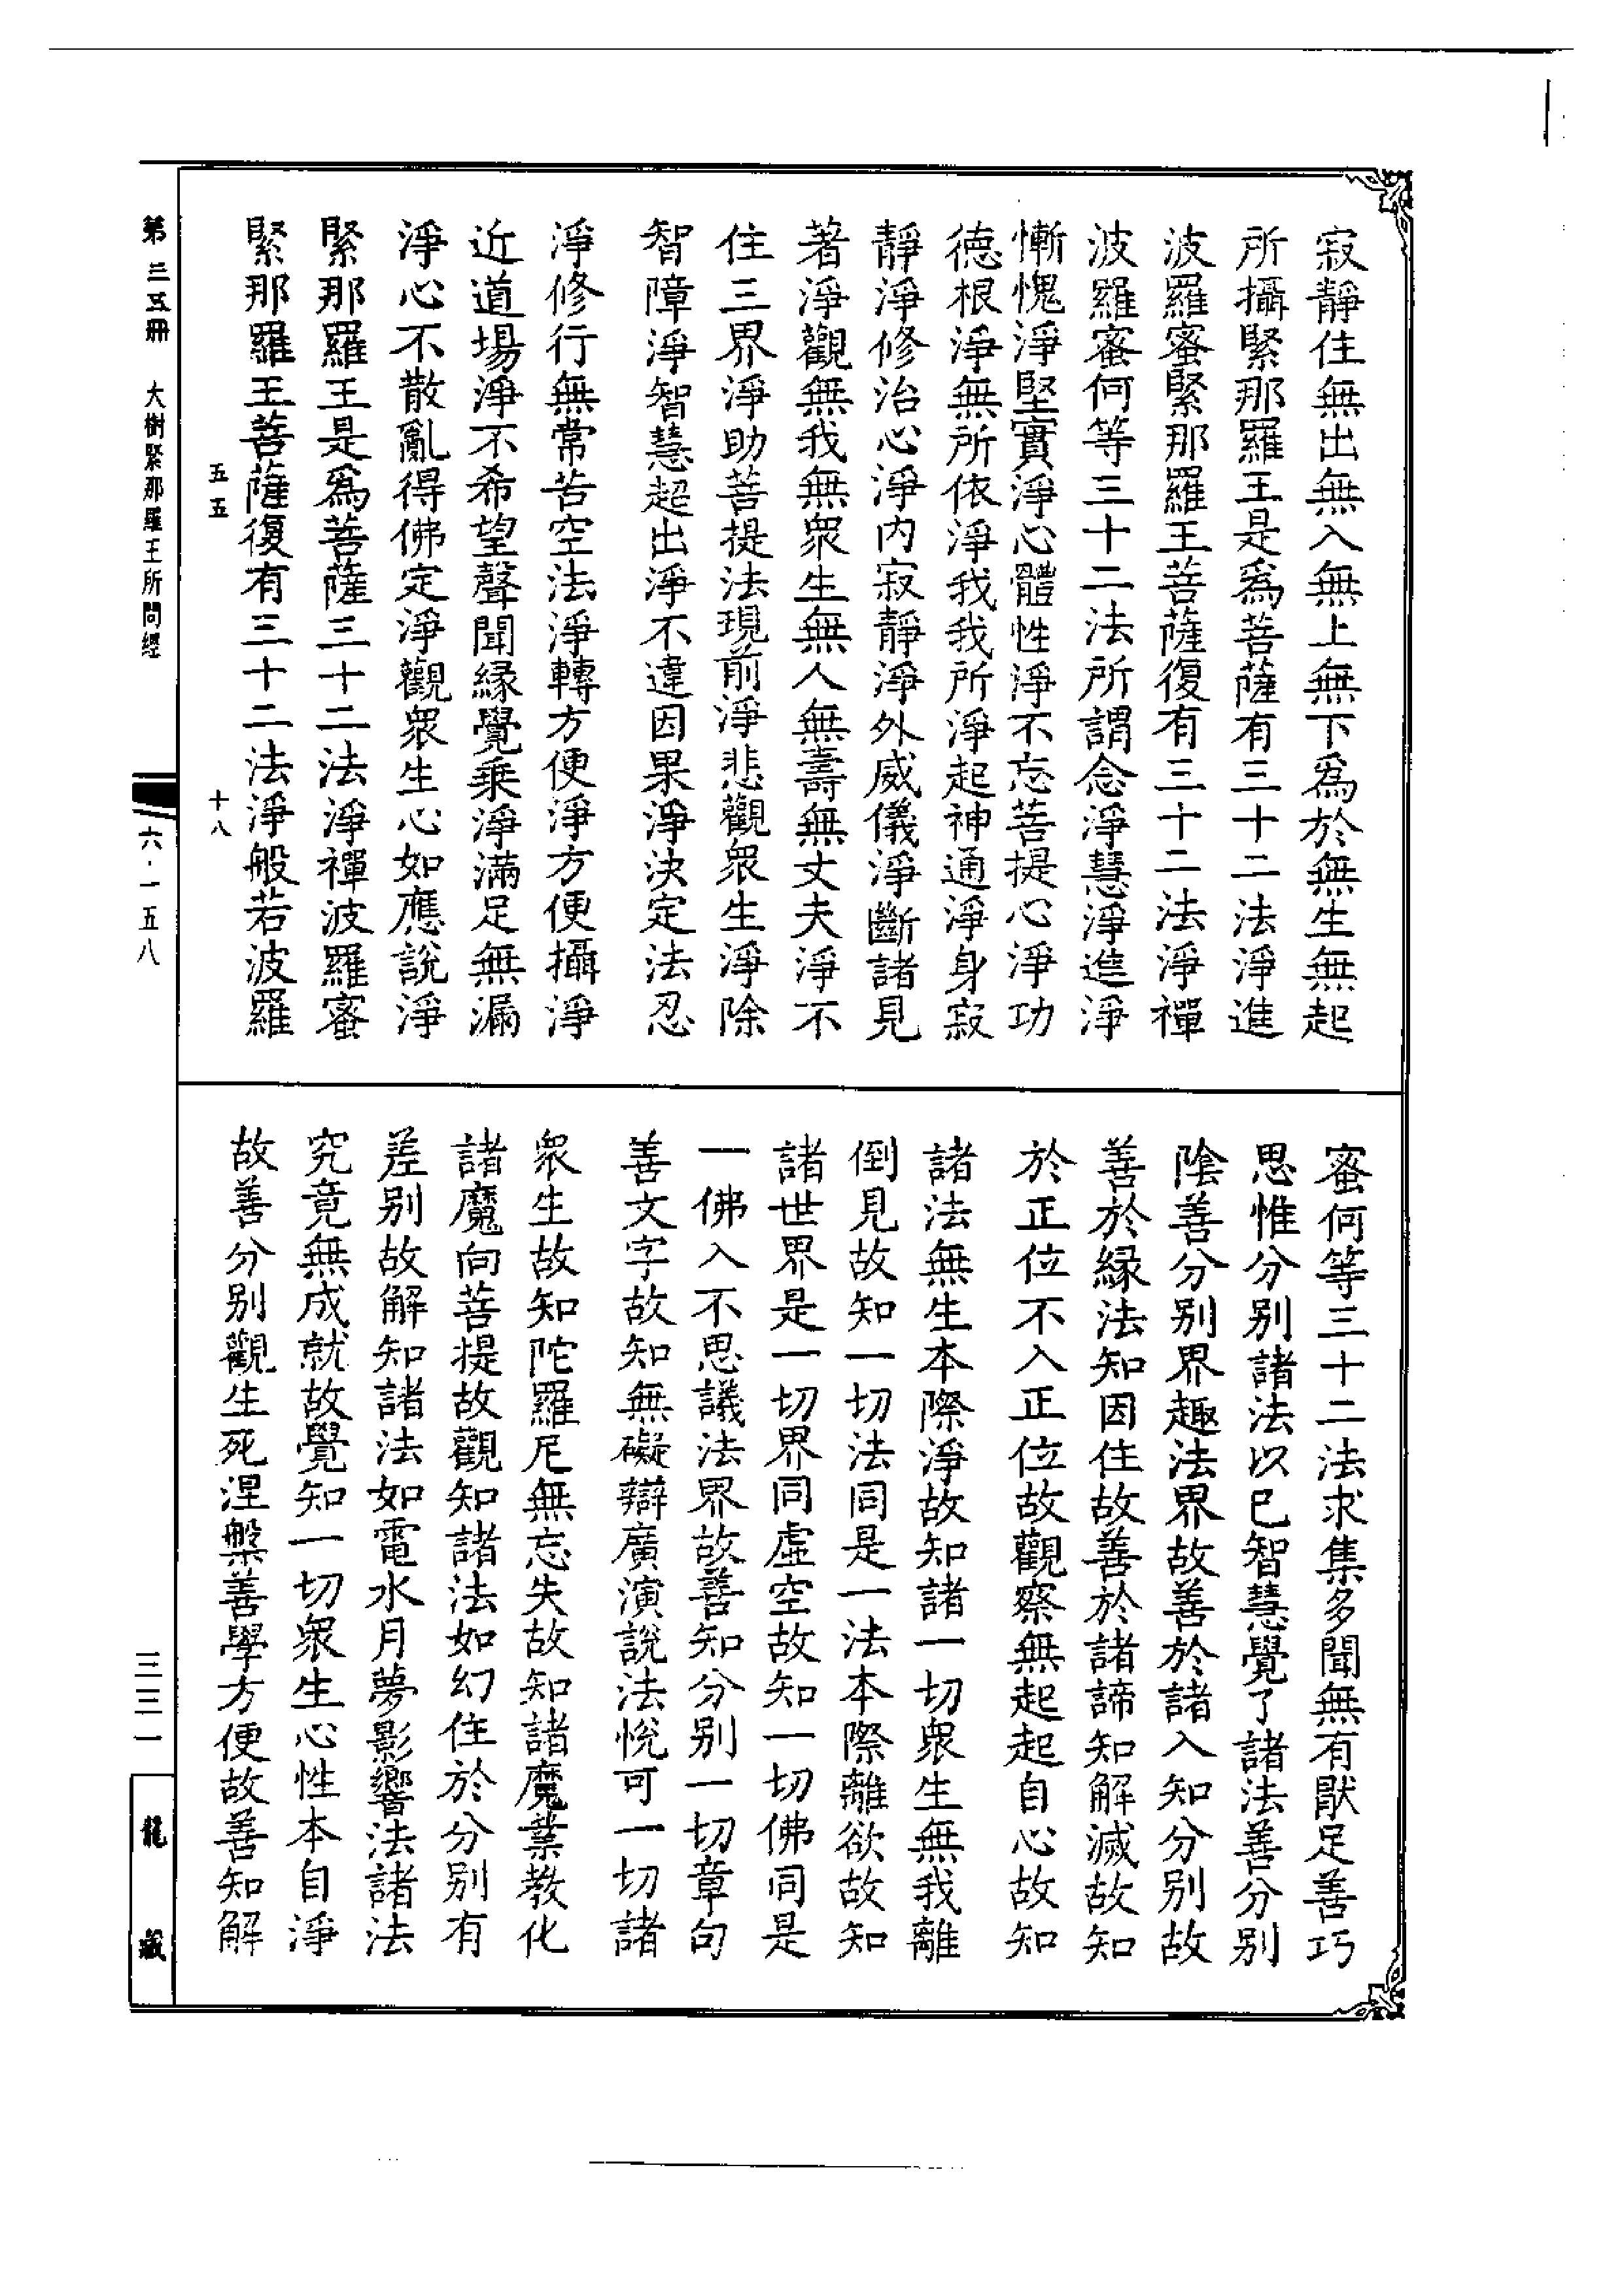 寂靜住無出無入無上無下爲於無生無起
所攝緊那羅王是爲菩薩有三十二法淨進
波羅蜜緊那羅王菩薩復有三十二法淨禪
波羅蜜何等三十二法所謂念淨慧淨進淨
慚愧淨堅實淨心體性淨不忘菩提心淨功
德根淨無所依淨我我所淨起神通淨身寂
靜淨修治心淨內寂靜淨外威儀淨斷諸見
著淨觀無我無眾生無人無壽無丈夫淨不
住三界淨助菩提法現前淨悲觀眾生淨除
智障淨智慧超出淨不違因果淨決定法忍
淨修行無常苦空法淨轉方便淨方便攝淨
近道場淨不希望聲聞緣覺乘淨滿足無漏
淨心不散亂得佛定淨觀眾生心如應說淨
緊那羅王是爲菩薩三十二法淨禪波羅蜜
緊那羅王菩薩復有三十二法淨般若波羅
蜜何等三十二法求集多聞無有猒足善巧
思惟分別諸法以巳智慧覺了諸法善分別
陰善分別界趣法界故善於諸入知分別故
善於緣法知因住故善於諸諦知解滅故知
於正位不入正位故觀察無起起自心故知
諸法無生本際淨故知諸一切眾生無我離
倒見故知一切法同是一法本際離欲故知
諸世界是一切界同虛空故知一切佛同是
一佛入不思議法界故善知分別一切章句
善文字故知無礙辯廣演說法悅可一切諸
眾生故知陀羅尼無忘失故知諸魔業教化
諸魔向菩提故觀知諸法如幻住於分別有
差別故解知諸法如電水月夢影響法諸法
究竟無成就故覺知一切眾生心性本自淨
故善分別觀生死涅槃善學方便故善知解
五五 十八
第三五冊 大樹緊那羅王所問經
六·一五八
三三一
龍藏